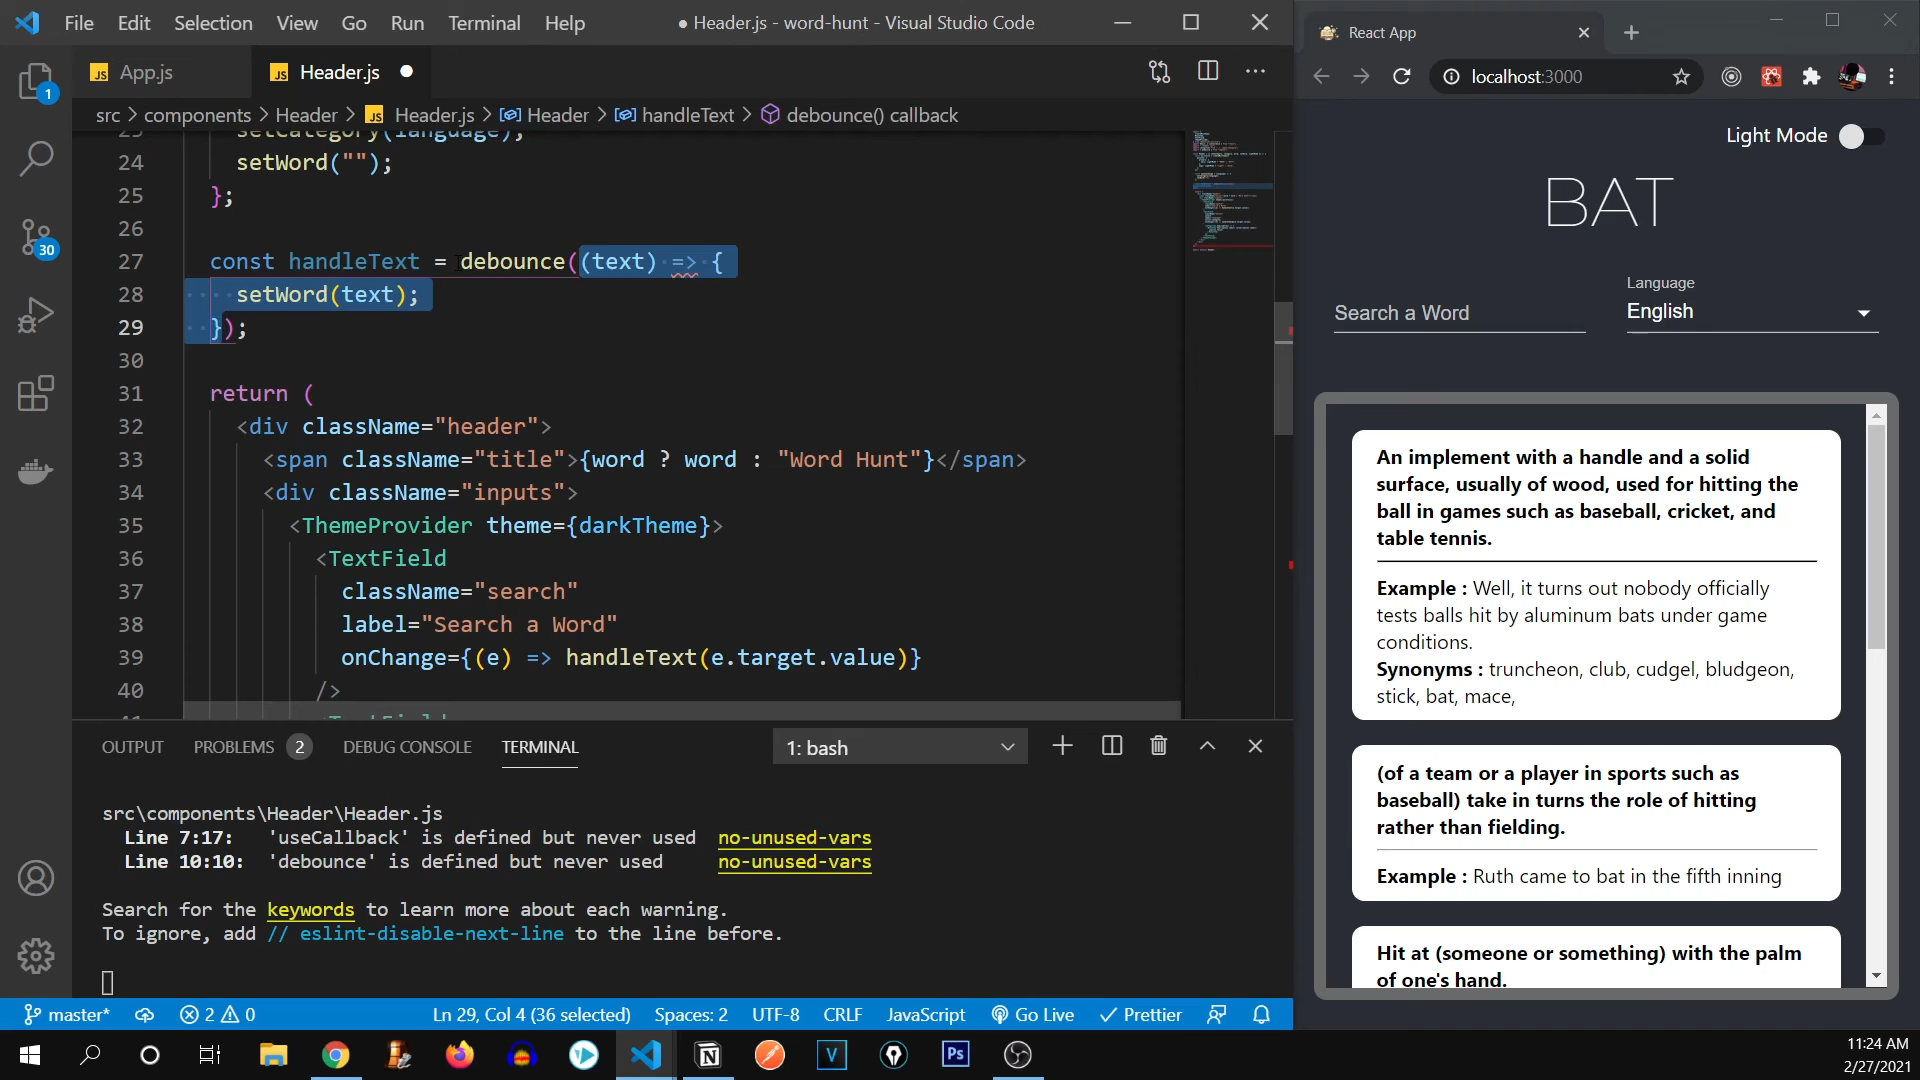 File Edit Selection View Go Run Terminal Help
● Header.js - word-hunt - Visual Studio Code
JS App.js
JS Header.js
src > components > Header > JS Header.js > Header > handleText > debounce() callback
23 setCategory(language);
24 setWord("");
25 };
26
27 const handleText = debounce((text) => {
28 setWord(text);
29 });
30
31 return (
32 <div className="header">
33 <span className="title">{word ? word : "Word Hunt"}</span>
34 <div className="inputs">
35 <ThemeProvider theme={darkTheme}>
36 <TextField
37 className="search"
38 label="Search a Word"
39 onChange={(e) => handleText(e.target.value)}
40 />
41 <TextField
OUTPUT PROBLEMS 2 DEBUG CONSOLE TERMINAL 1: bash
src\components\Header\Header.js
Line 7:17: 'useCallback' is defined but never used no-unused-vars
Line 10:10: 'debounce' is defined but never used no-unused-vars
Search for the keywords to learn more about each warning.
To ignore, add // eslint-disable-next-line to the line before.
1
30
master* 2 0 Ln 29, Col 4 (36 selected) Spaces: 2 UTF-8 CRLF JavaScript Go Live Prettier
React App
localhost:3000
Light Mode
BAT
Language
Search a Word
English
An implement with a handle and a solid
surface, usually of wood, used for hitting the
ball in games such as baseball, cricket, and
table tennis.
Example : Well, it turns out nobody officially
tests balls hit by aluminum bats under game
conditions.
Synonyms : truncheon, club, cudgel, bludgeon,
stick, bat, mace,
(of a team or a player in sports such as
baseball) take in turns the role of hitting
rather than fielding.
Example : Ruth came to bat in the fifth inning
Hit at (someone or something) with the palm
of one's hand.
N V Ps
11:24 AM
2/27/2021